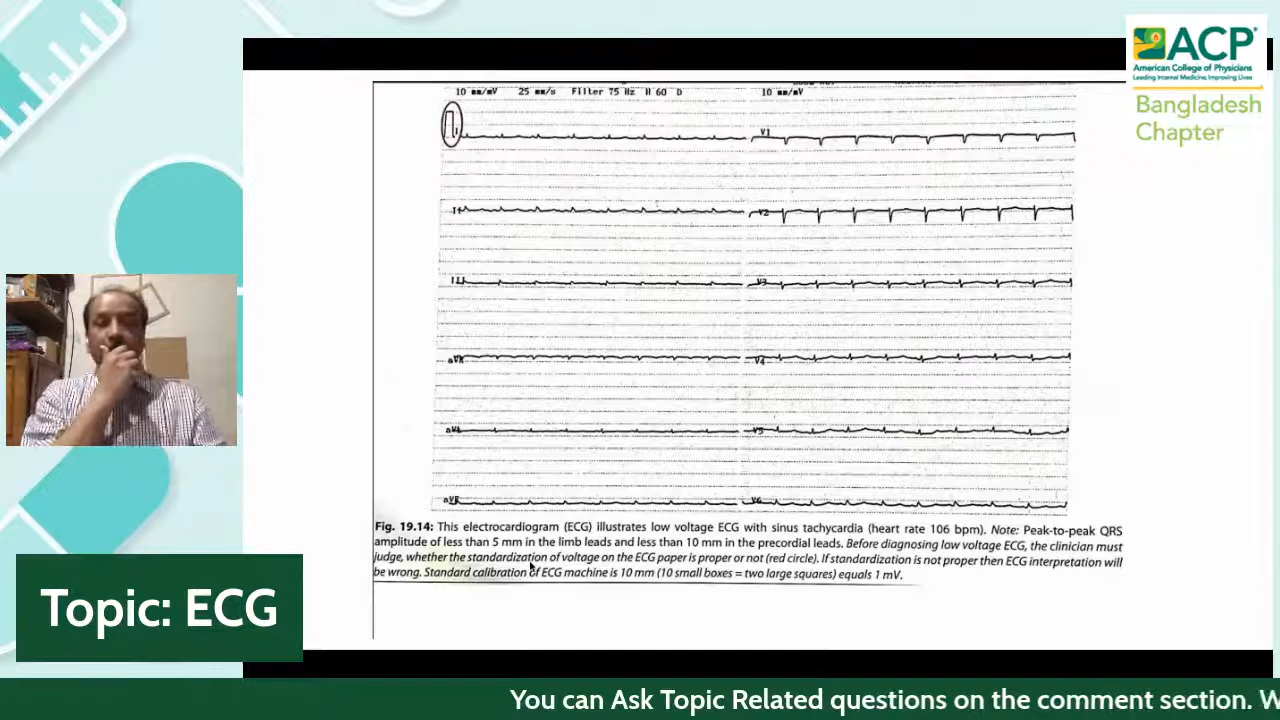 ACP®
American College of Physicians
Leading Internal Medicine, Improving Lives
Bangladesh
Chapter
10 mm/mV 25 mm/s Filter 75 Hz H 60 D 10 mm/mV
V1
II V2
III V3
aVR V4
aVL V5
aVF V6
Fig. 19.14: This electrocardiogram (ECG) illustrates low voltage ECG with sinus tachycardia (heart rate 106 bpm). Note: Peak-to-peak QRS
amplitude of less than 5 mm in the limb leads and less than 10 mm in the precordial leads. Before diagnosing low voltage ECG, the clinician must
judge, whether the standardization of voltage on the ECG paper is proper or not (red circle). If standardization is not proper then ECG interpretation will
be wrong. Standard calibration of ECG machine is 10 mm (10 small boxes = two large squares) equals 1 mV.
Topic: ECG
You can Ask Topic Related questions on the comment section. W